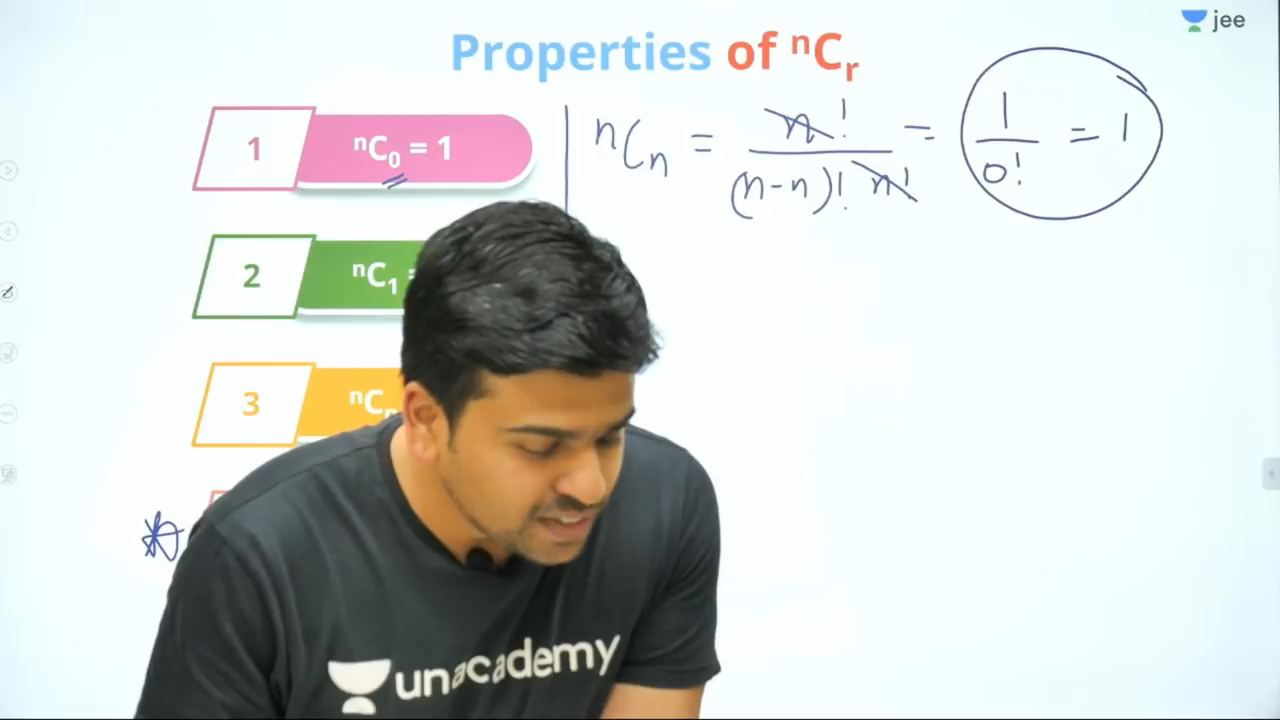 jee
Properties of ⁿCᵣ
1 ⁿC₀ = 1
ⁿCₙ = n! / (n-n)! n! = 1 / 0! = 1
2 ⁿC₁
3 ⁿC
unacademy